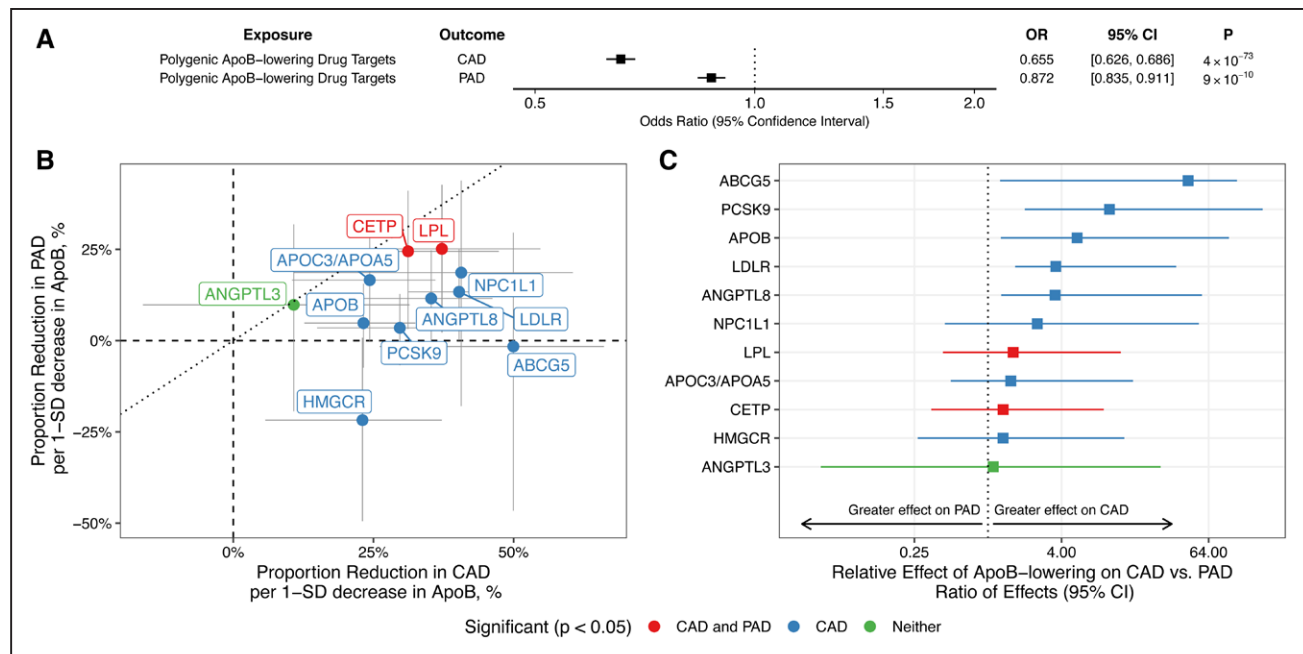 A
Exposure Outcome OR 95% CI P
Polygenic ApoB−lowering Drug Targets CAD 0.655 [0.626, 0.686] 4 × 10⁻⁷³
Polygenic ApoB−lowering Drug Targets PAD 0.872 [0.835, 0.911] 9 × 10⁻¹⁰
0.5 1.0 1.5 2.0
Odds Ratio (95% Confidence Interval)
B
Proportion Reduction in PAD
per 1−SD decrease in ApoB, %
25%
0%
−25%
−50%
CETP
LPL
APOC3/APOA5
ANGPTL3
NPC1L1
APOB
ANGPTL8
LDLR
PCSK9
ABCG5
HMGCR
0% 25% 50%
Proportion Reduction in CAD
per 1−SD decrease in ApoB, %
C
ABCG5
PCSK9
APOB
LDLR
ANGPTL8
NPC1L1
LPL
APOC3/APOA5
CETP
HMGCR
ANGPTL3
Greater effect on PAD Greater effect on CAD
0.25 4.00 64.00
Relative Effect of ApoB−lowering on CAD vs. PAD
Ratio of Effects (95% CI)
Significant (p < 0.05) CAD and PAD CAD Neither